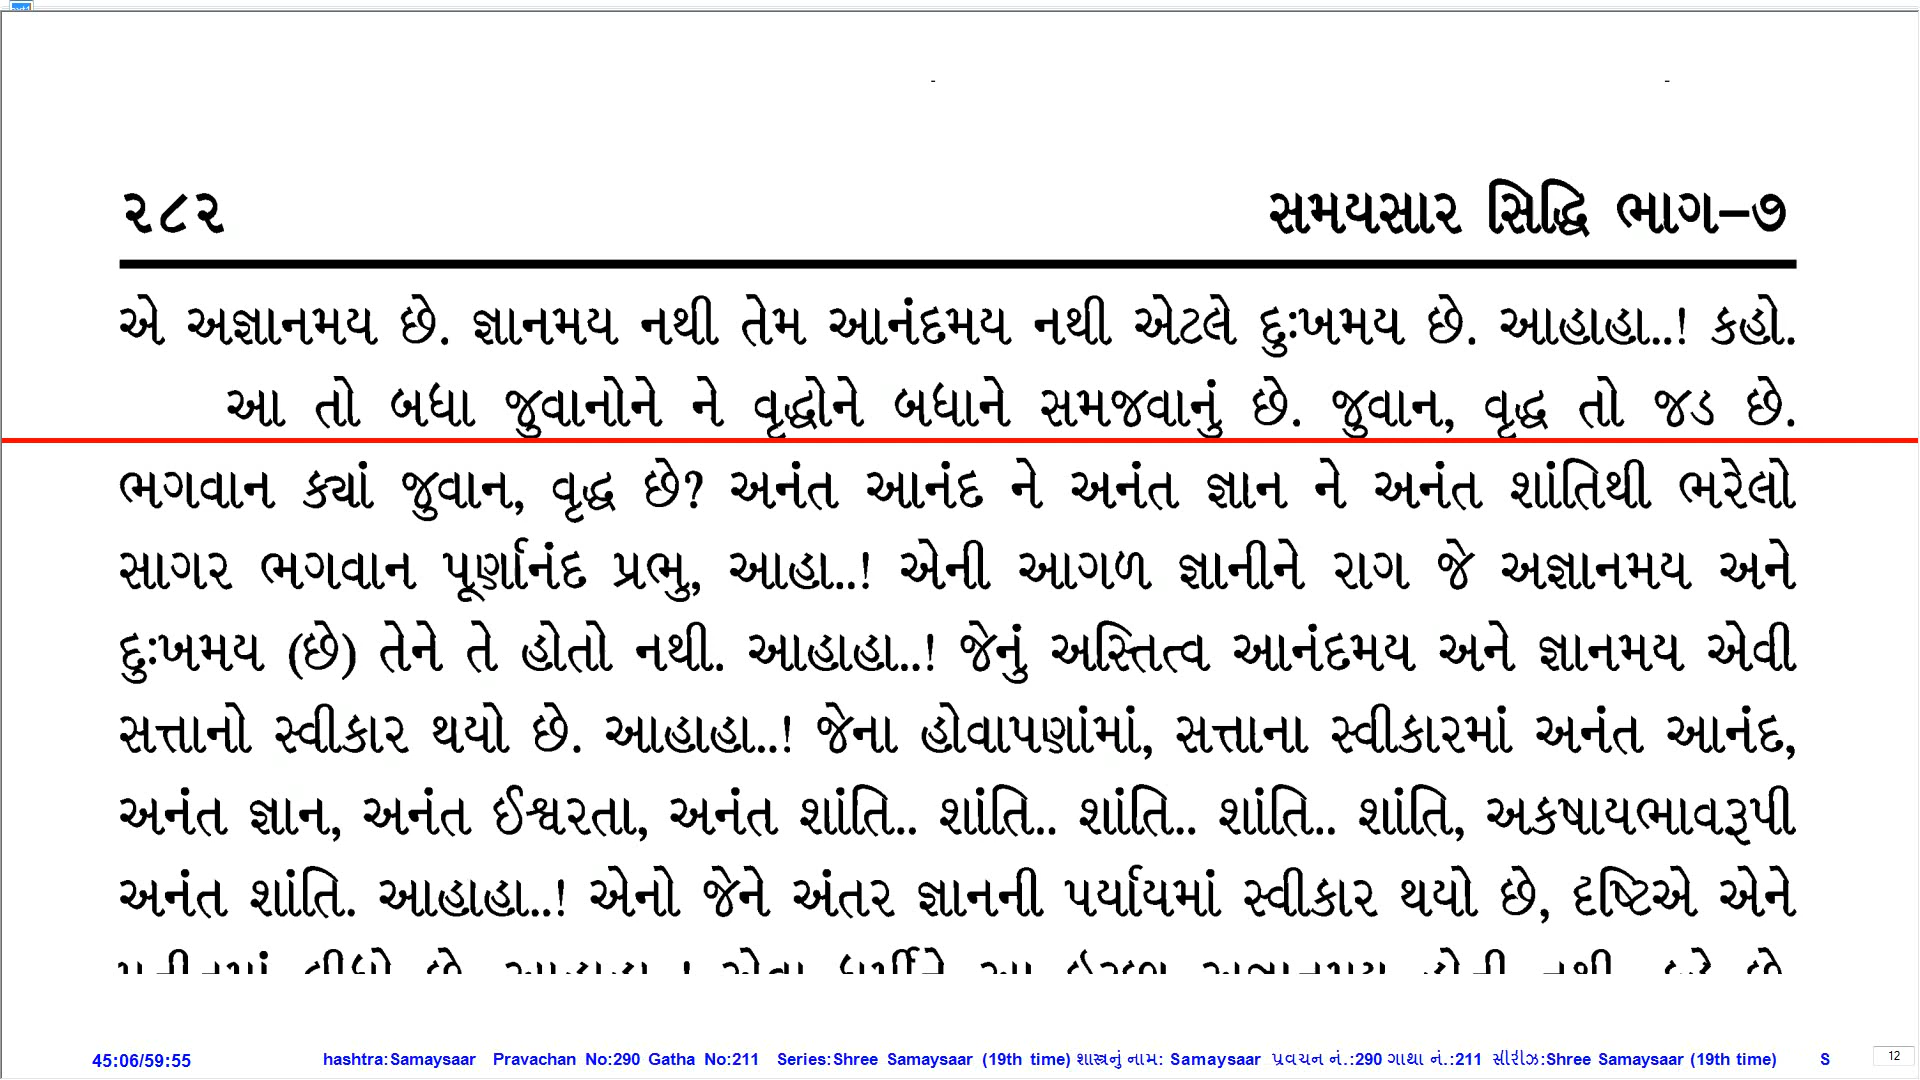 ૨૮૨ સમયસાર સિદ્ધિ ભાગ–૭
એ અજ્ઞાનમય છે. જ્ઞાનમય નથી તેમ આનંદમય નથી એટલે દુઃખમય છે. આહાહા..! કહો.
આ તો બધા જુવાનોને ને વૃદ્ધોને બધાને સમજવાનું છે. જુવાન, વૃદ્ધ તો જડ છે.
ભગવાન ક્યાં જુવાન, વૃદ્ધ છે? અનંત આનંદ ને અનંત જ્ઞાન ને અનંત શાંતિથી ભરેલો
સાગર ભગવાન પૂર્ણાનંદ પ્રભુ, આહા..! એની આગળ જ્ઞાનીને રાગ જે અજ્ઞાનમય અને
દુઃખમય (છે) તેને તે હોતો નથી. આહાહા..! જેનું અસ્તિત્વ આનંદમય અને જ્ઞાનમય એવી
સત્તાનો સ્વીકાર થયો છે. આહાહા..! જેના હોવાપણાંમાં, સત્તાના સ્વીકારમાં અનંત આનંદ,
અનંત જ્ઞાન, અનંત ઈશ્વરતા, અનંત શાંતિ.. શાંતિ.. શાંતિ.. શાંતિ.. શાંતિ, અકષાયભાવરૂપી
અનંત શાંતિ. આહાહા..! એનો જેને અંતર જ્ઞાનની પર્યાયમાં સ્વીકાર થયો છે, દૃષ્ટિએ એને
45:06/59:55 hashtra:Samaysaar Pravachan No:290 Gatha No:211 Series:Shree Samaysaar (19th time) શાસ્ત્રનું નામ: Samaysaar પ્રવચન નં.:290 ગાથા નં.:211 સીરીઝ:Shree Samaysaar (19th time) S 12